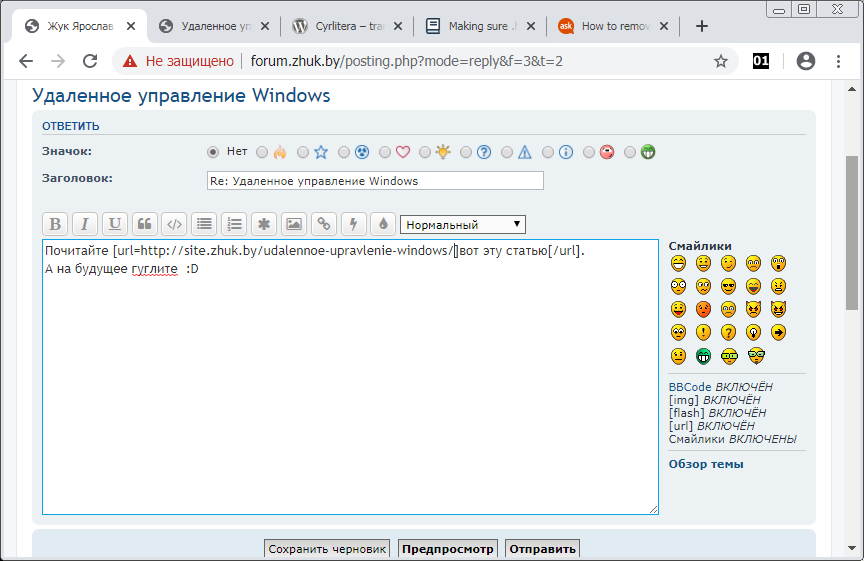 Жук Ярослав
Удаленное уп
Cyrlitera – tran
Making sure .h
How to remov
Не защищено
forum.zhuk.by/posting.php?mode=reply&f=3&t=2
01
Удаленное управление Windows
ОТВЕТИТЬ
Значок:
Нет
Заголовок:
Re: Удаленное управление Windows
B I U
Нормальный
Почитайте [url=http://site.zhuk.by/udalennoe-upravlenie-windows/]вот эту статью[/url].
А на будущее гуглите :D
Смайлики
BBCode ВКЛЮЧЁН
[img] ВКЛЮЧЁН
[flash] ВКЛЮЧЁН
[url] ВКЛЮЧЁН
Смайлики ВКЛЮЧЕНЫ
Обзор темы
Сохранить черновик
Предпросмотр
Отправить